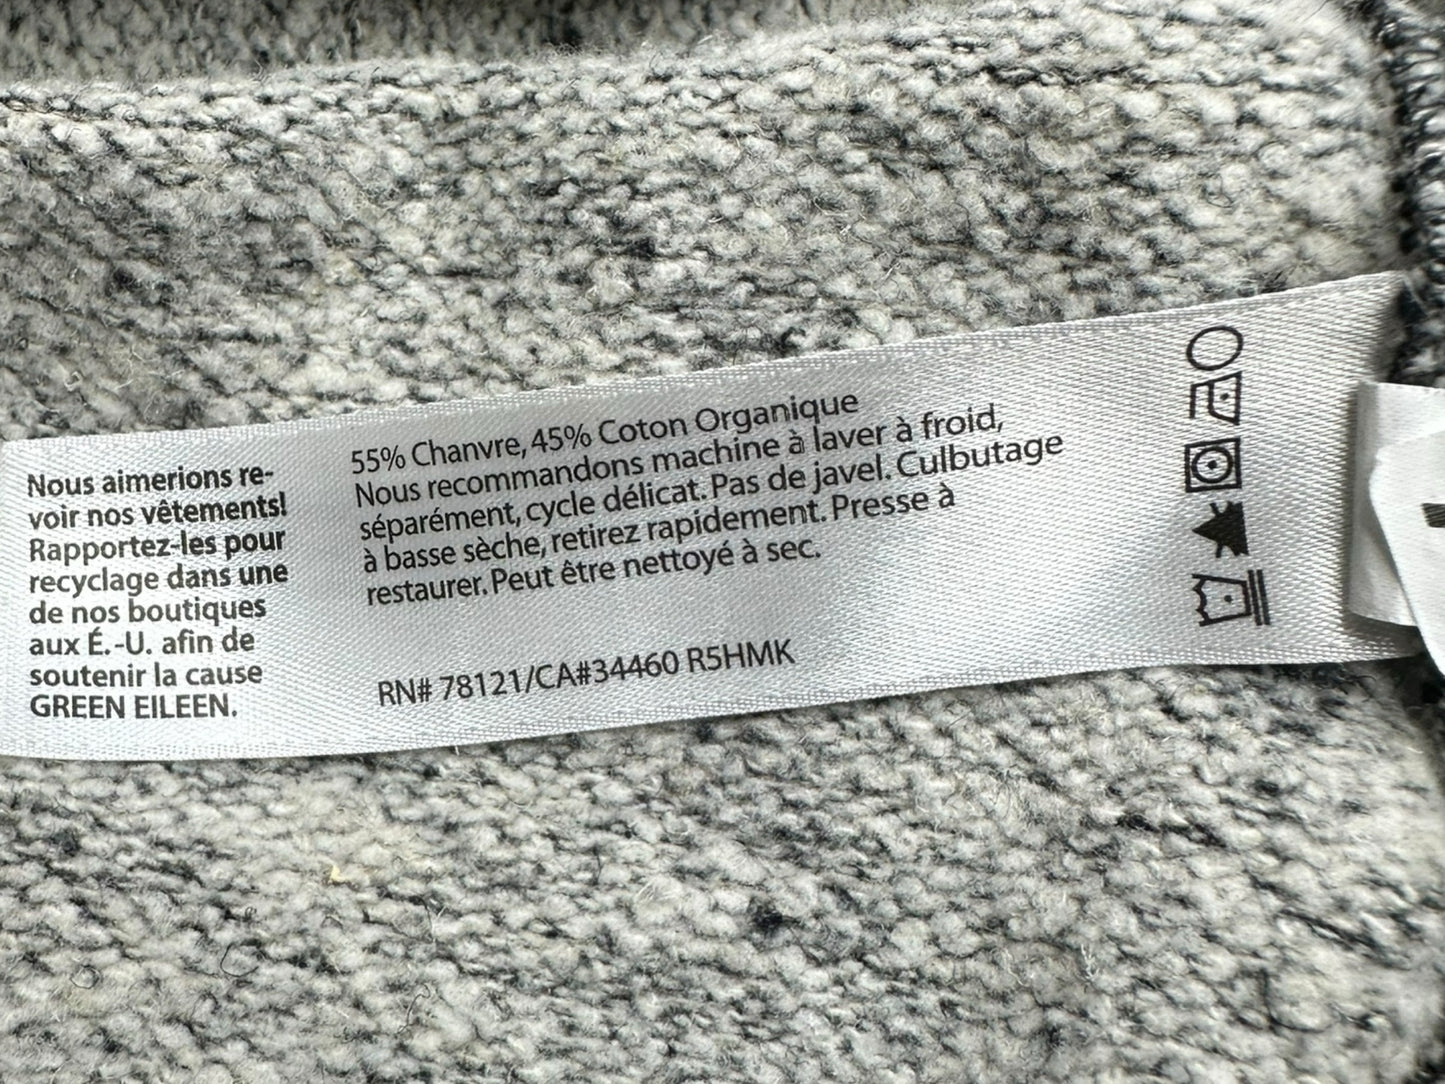 Nous aimerions re-
voir nos vêtements!
Rapportez-les pour
recyclage dans une
de nos boutiques
aux É.-U. afin de
soutenir la cause
GREEN EILEEN.
55% Chanvre, 45% Coton Organique
Nous recommandons machine à laver à froid,
séparément, cycle délicat. Pas de javel. Culbutage
à basse sèche, retirez rapidement. Presse à
restaurer. Peut être nettoyé à sec.
RN# 78121/CA#34460 R5HMK